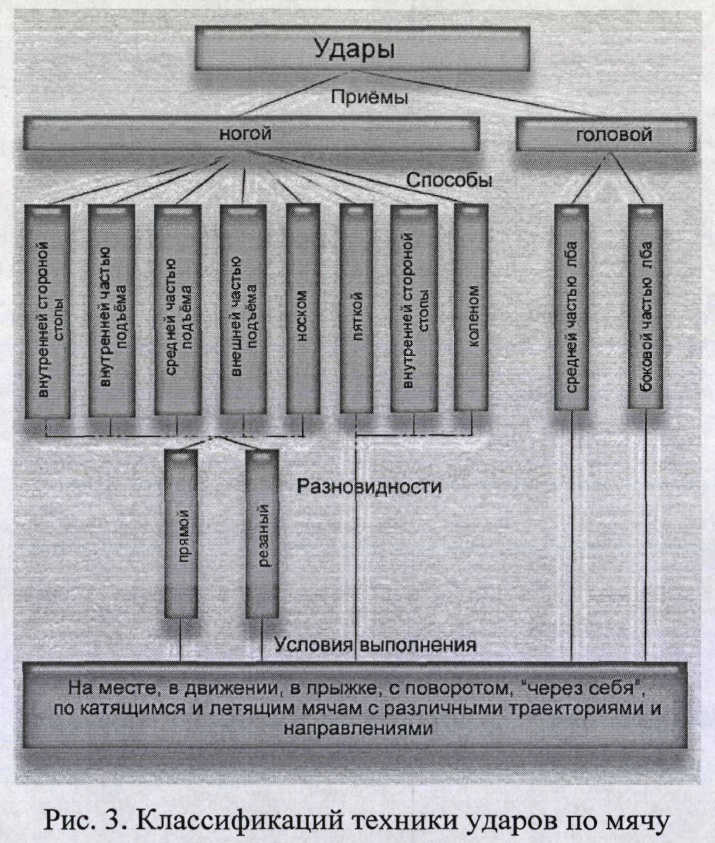 Удары
Приёмы
ногой
головой
Способы
внутренней стороной
стопы
внутренней частью
подъёма
средней частью
подъёма
внешней частью
подъёма
носком
пяткой
внутренней стороной
стопы
коленом
средней частью лба
боковой частью лба
Разновидности
прямой
резаный
Условия выполнения
На месте, в движении, в прыжке, с поворотом, "через себя",
по катящимся и летящим мячам с различными траекториями и
направлениями
Рис. 3. Классификаций техники ударов по мячу